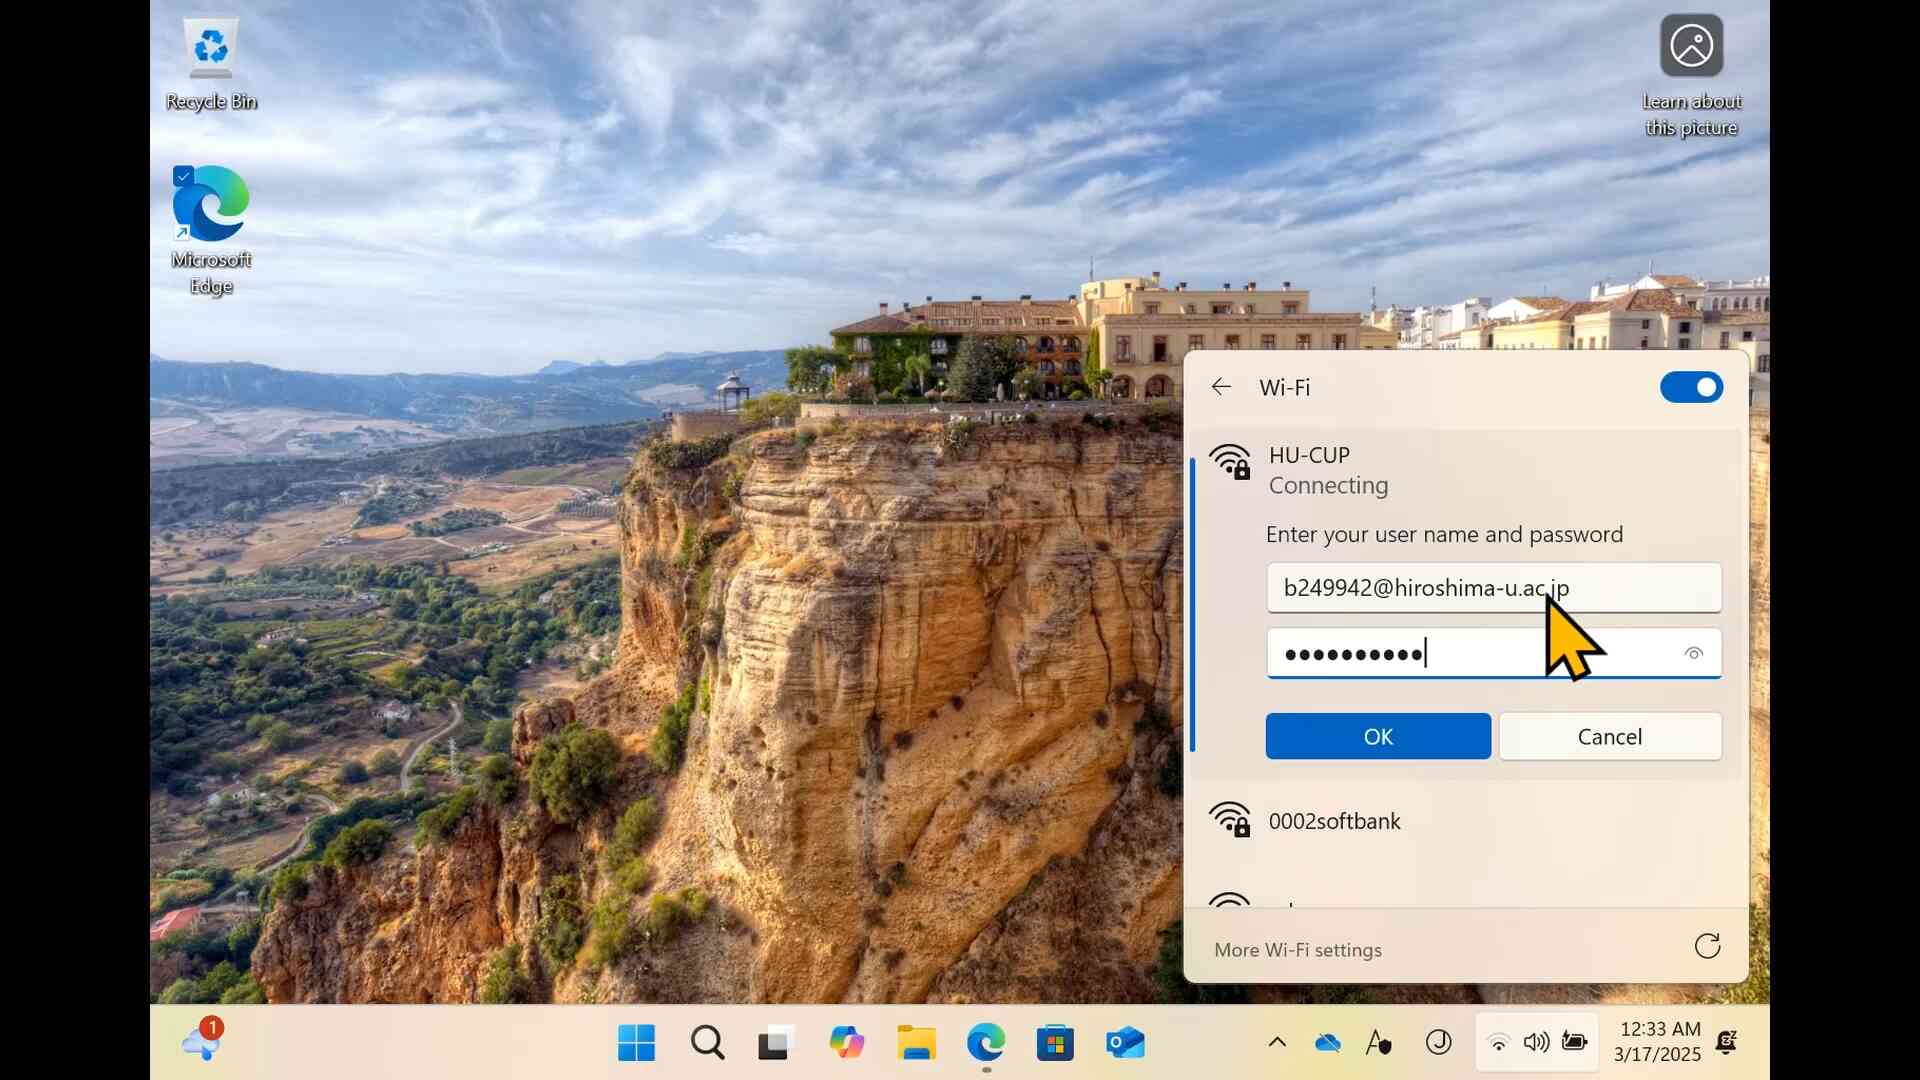 Recycle Bin
Learn about
this picture
Microsoft
Edge
Wi-Fi
HU-CUP
Connecting
Enter your user name and password
b249942@hiroshima-u.ac.jp
●●●●●●●●●●
OK
Cancel
0002softbank
More Wi-Fi settings
1
12:33 AM
3/17/2025